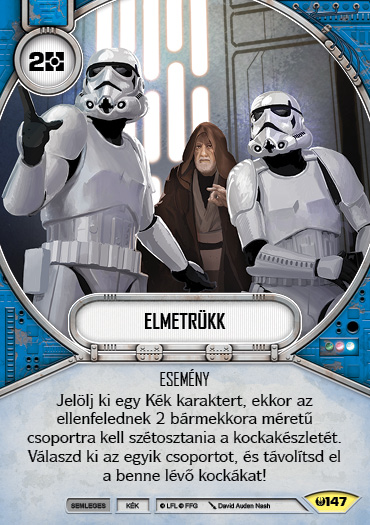 2
ELMETRÜKK
ESEMÉNY
Jelölj ki egy Kék karaktert, ekkor az
ellenfelednek 2 bármekkora méretű
csoportra kell szétosztania a kockakészletét.
Válaszd ki az egyik csoportot, és távolítsd el
a benne lévő kockákat!
SEMLEGES KÉK © LFL © FFG David Auden Nash 147